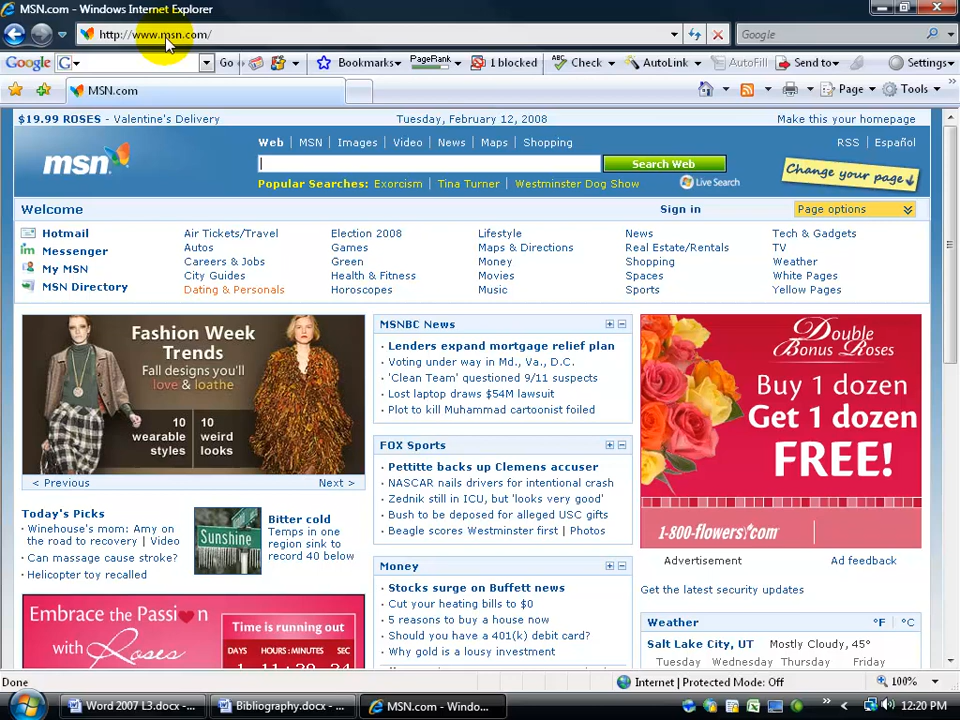 MSN.com - Windows Internet Explorer
http://www.msn.com/
Google
Google G Go Bookmarks PageRank 1 blocked Check AutoLink AutoFill Send to Settings
MSN.com
Page Tools
$19.99 ROSES - Valentine's Delivery Tuesday, February 12, 2008 Make this your homepage
msn
Web | MSN | Images | Video | News | Maps | Shopping
RSS | Español
Search Web
Change your page
Popular Searches: Exorcism | Tina Turner | Westminster Dog Show
Live Search
Welcome Sign in Page options
Hotmail Air Tickets/Travel Election 2008 Lifestyle News Tech & Gadgets
Messenger Autos Games Maps & Directions Real Estate/Rentals TV
My MSN Careers & Jobs Green Money Shopping Weather
City Guides Health & Fitness Movies Spaces White Pages
MSN Directory Dating & Personals Horoscopes Music Sports Yellow Pages
Fashion Week
Trends
Fall designs you'll
love & loathe
10 wearable styles
10 weird looks
< Previous Next >
Today's Picks
· Winehouse's mom: Amy on
the road to recovery | Video
· Can massage cause stroke?
· Helicopter toy recalled
Sunshine
Bitter cold
Temps in one
region sink to
record 40 below
Embrace the Passion
with Roses
Time is running out
DAYS HOURS : MINUTES SEC
MSNBC News
· Lenders expand mortgage relief plan
· Voting under way in Md., Va., D.C.
· 'Clean Team' questioned 9/11 suspects
· Lost laptop draws $54M lawsuit
· Plot to kill Muhammad cartoonist foiled
FOX Sports
· Pettitte backs up Clemens accuser
· NASCAR nails drivers for intentional crash
· Zednik still in ICU, but 'looks very good'
· Bush to be deposed for alleged USC gifts
· Beagle scores Westminster first | Photos
Money
· Stocks surge on Buffett news
· Cut your heating bills to $0
· 5 reasons to buy a house now
· Should you have a 401(k) debit card?
· Why gold is a lousy investment
Double
Bonus Roses
Buy 1 dozen
Get 1 dozen
FREE!
1-800-flowers.com
Advertisement Ad feedback
Get the latest security updates
Weather °F | °C
Salt Lake City, UT Mostly Cloudy, 45°
Tuesday Wednesday Thursday Friday
Done Internet | Protected Mode: Off 100%
Word 2007 L3.docx -... Bibliography.docx - ... MSN.com - Windo... 12:20 PM